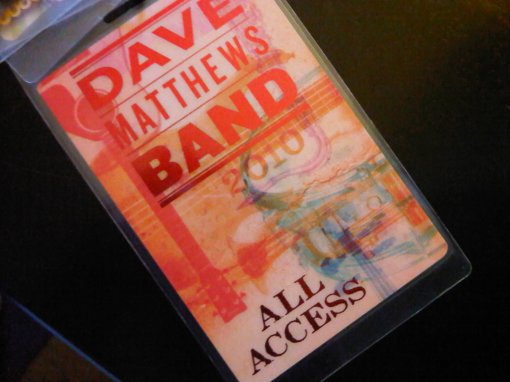 DAVE
MATTHEWS
BAND
2010
ALL
ACCESS